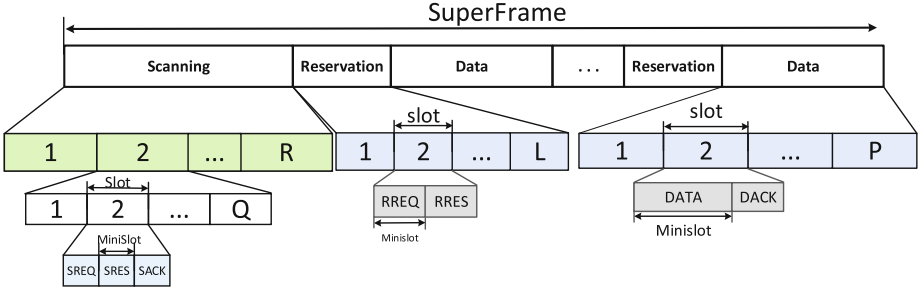 SuperFrame
Scanning Reservation Data ... Reservation Data
slot slot
1 2 ... R 1 2 ... L 1 2 ... P
Slot
1 2 ... Q RREQ RRES DATA DACK
Minislot Minislot
MiniSlot
SREQ SRES SACK